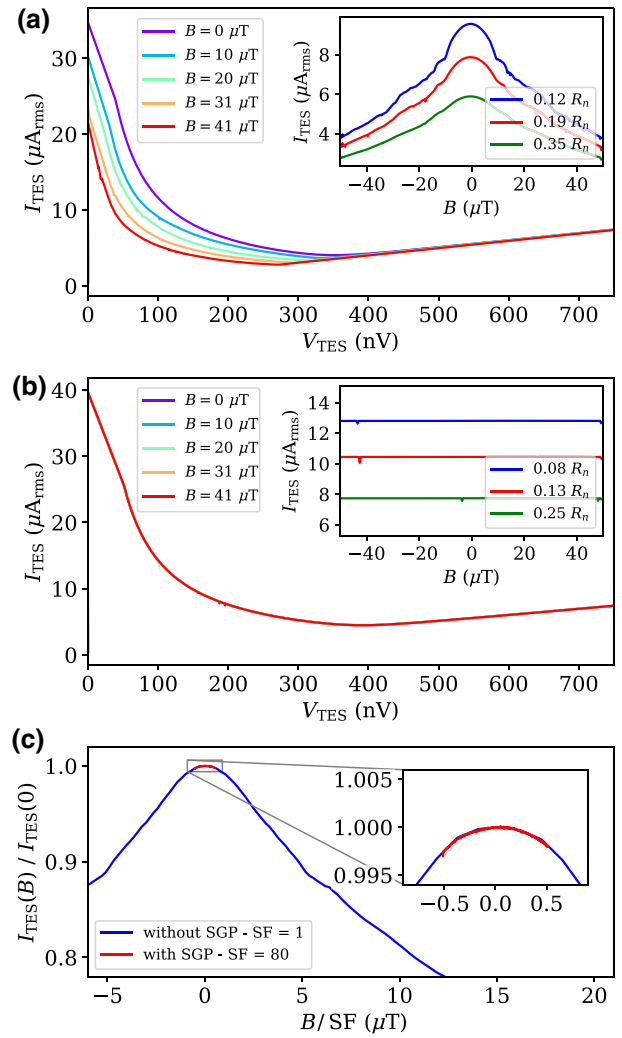 (a)
B = 0 μT
B = 10 μT
B = 20 μT
B = 31 μT
B = 41 μT
I_TES (μA_rms)
30
20
10
0
0 100 200 300 400 500 600 700
V_TES (nV)
I_TES (μA_rms)
8
6
4
−40 −20 0 20 40
B (μT)
0.12 R_n
0.19 R_n
0.35 R_n
(b)
B = 0 μT
B = 10 μT
B = 20 μT
B = 31 μT
B = 41 μT
I_TES (μA_rms)
40
30
20
10
0
0 100 200 300 400 500 600 700
V_TES (nV)
I_TES (μA_rms)
14
12
10
8
6
−40 −20 0 20 40
B (μT)
0.08 R_n
0.13 R_n
0.25 R_n
(c)
I_TES(B) / I_TES(0)
1.0
0.9
0.8
−5 0 5 10 15 20
B/ SF (μT)
without SGP - SF = 1
with SGP - SF = 80
1.005
1.000
0.995
−0.5 0.0 0.5